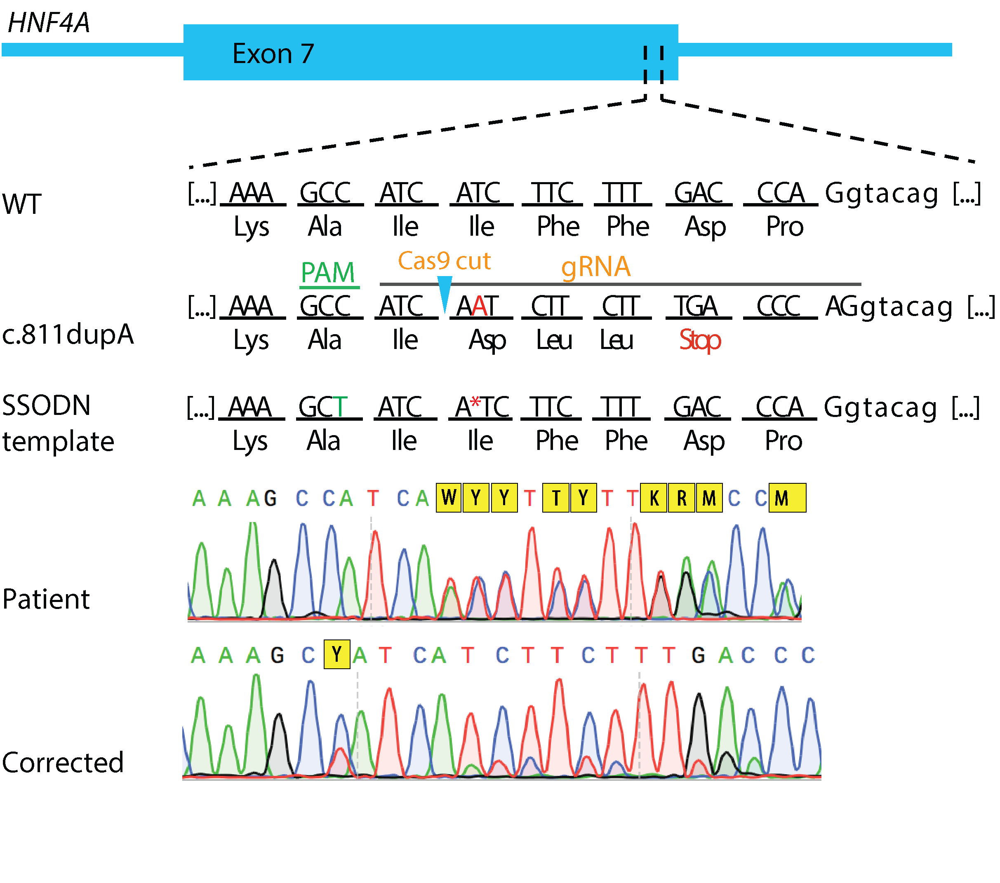 HNF4A
Exon 7
WT
[...] AAA GCC ATC ATC TTC TTT GAC CCA Ggtacag [...]
Lys Ala Ile Ile Phe Phe Asp Pro
PAM Cas9 cut gRNA
c.811dupA
[...] AAA GCC ATC AAT CTT CTT TGA CCC AGgtacag [...]
Lys Ala Ile Asp Leu Leu Stop
SSODN
template
[...] AAA GCT ATC A*TC TTC TTT GAC CCA Ggtacag [...]
Lys Ala Ile Ile Phe Phe Asp Pro
A A A G C C A T C A W Y Y T T Y T T K R M C C M
Patient
A A A G C Y A T C A T C T T C T T T G A C C C
Corrected